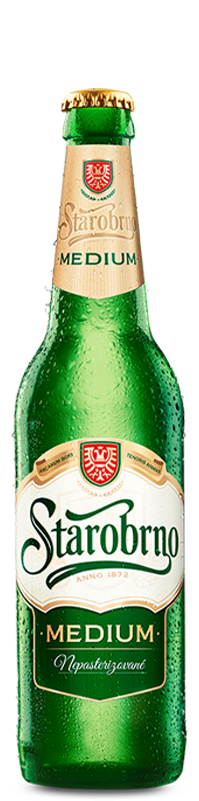 Starobrno
MEDIUM
Starobrno
ANNO 1872
·MEDIUM·
Nepasterizované